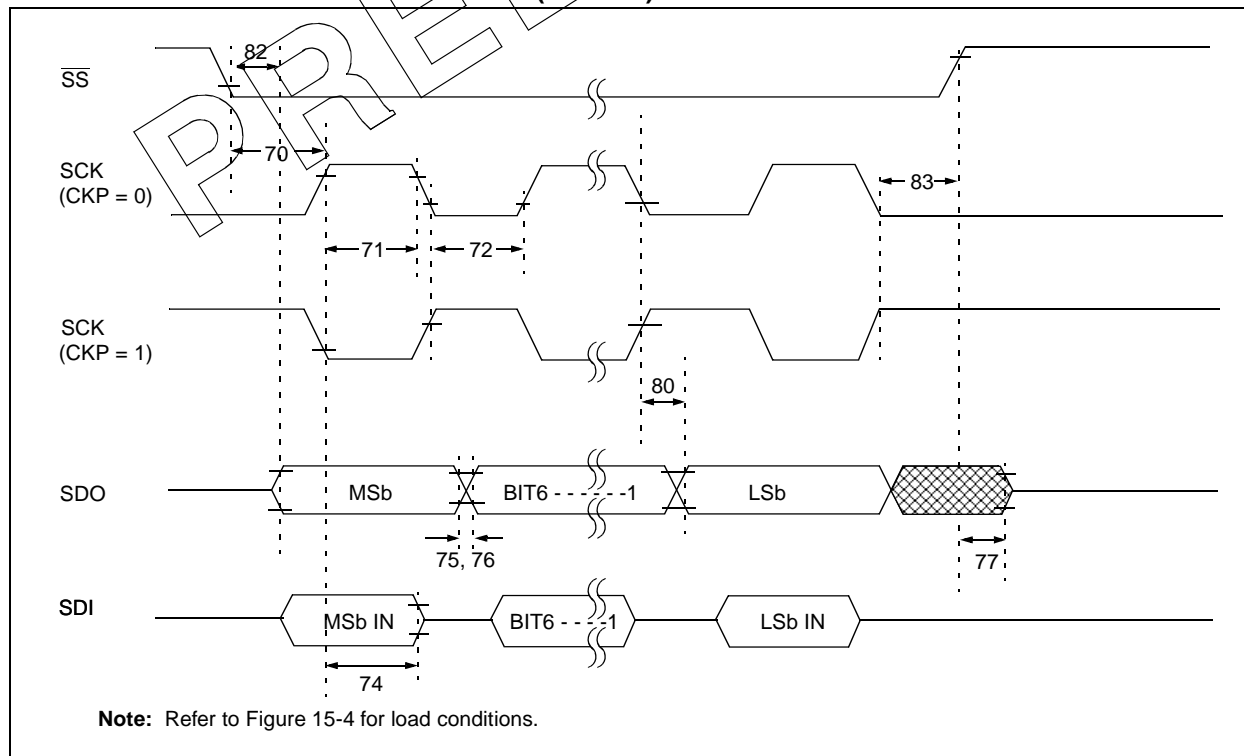 82
SS
70
SCK
(CKP = 0)
83
71
72
SCK
(CKP = 1)
80
SDO
MSb
BIT6 - - - - - -1
LSb
75, 76
77
SDI
MSb IN
BIT6 - - - -1
LSb IN
74
Note: Refer to Figure 15-4 for load conditions.